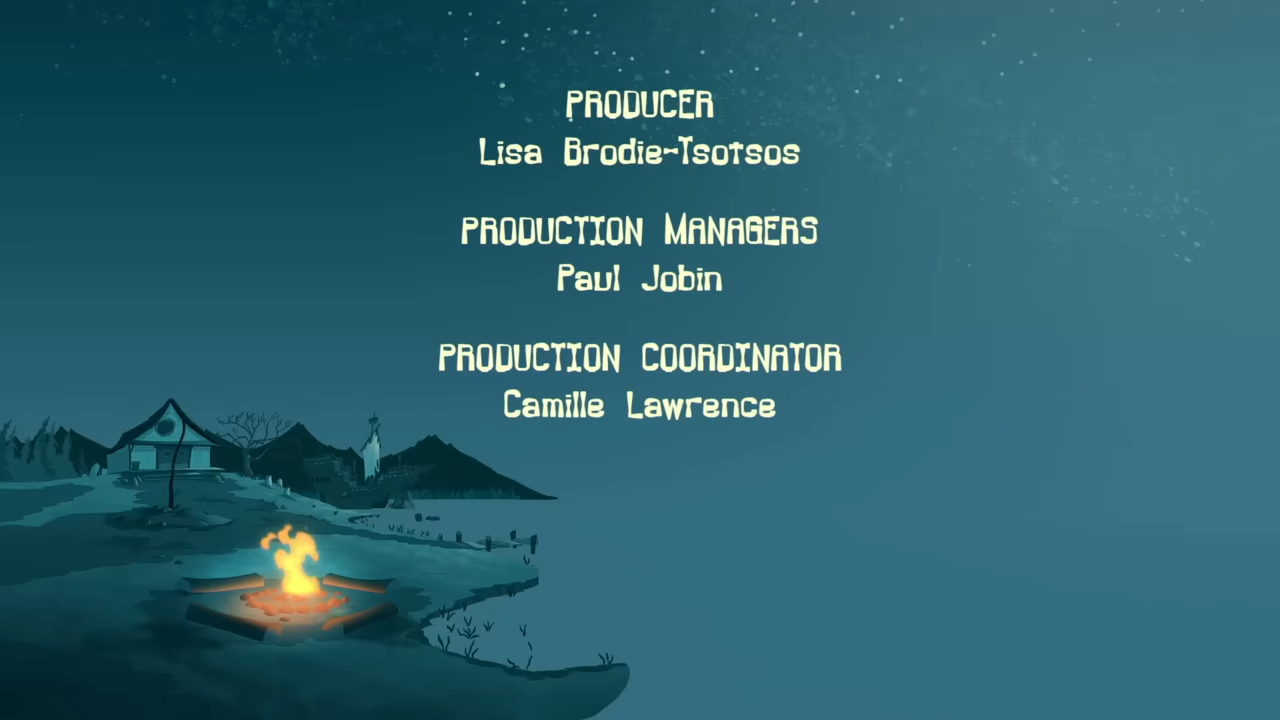 PRODUCER
Lisa Brodie-Tsotsos
PRODUCTION MANAGERS
Paul Jobin
PRODUCTION COORDINATOR
Camille Lawrence